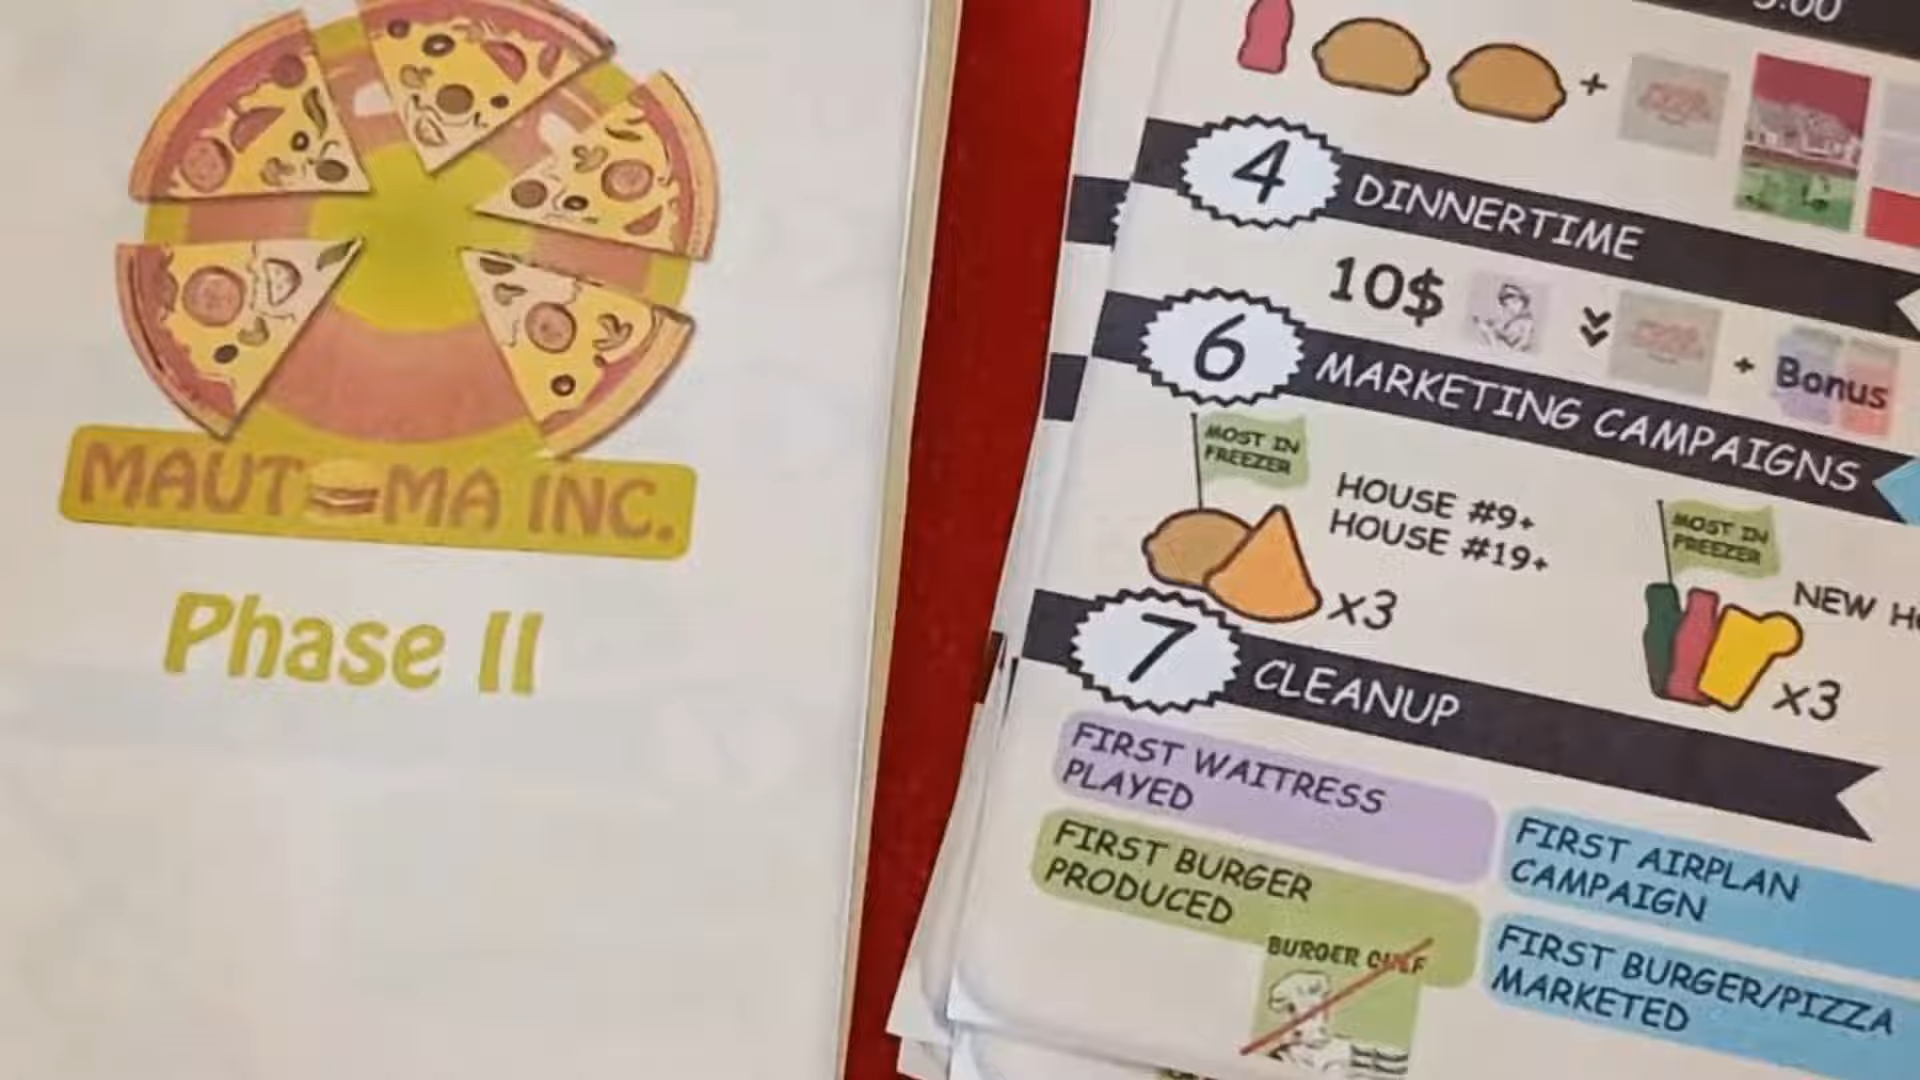 MAUT MA INC.
Phase II
+
4 DINNERTIME
10$ + Bonus
6 MARKETING CAMPAIGNS
MOST IN
FREEZER
HOUSE #9+
HOUSE #19+
x3
MOST IN
FREEZER
NEW
x3
7 CLEANUP
FIRST WAITRESS
PLAYED
FIRST BURGER
PRODUCED
BURGER CHEF
FIRST AIRPLAN
CAMPAIGN
FIRST BURGER/PIZZA
MARKETED